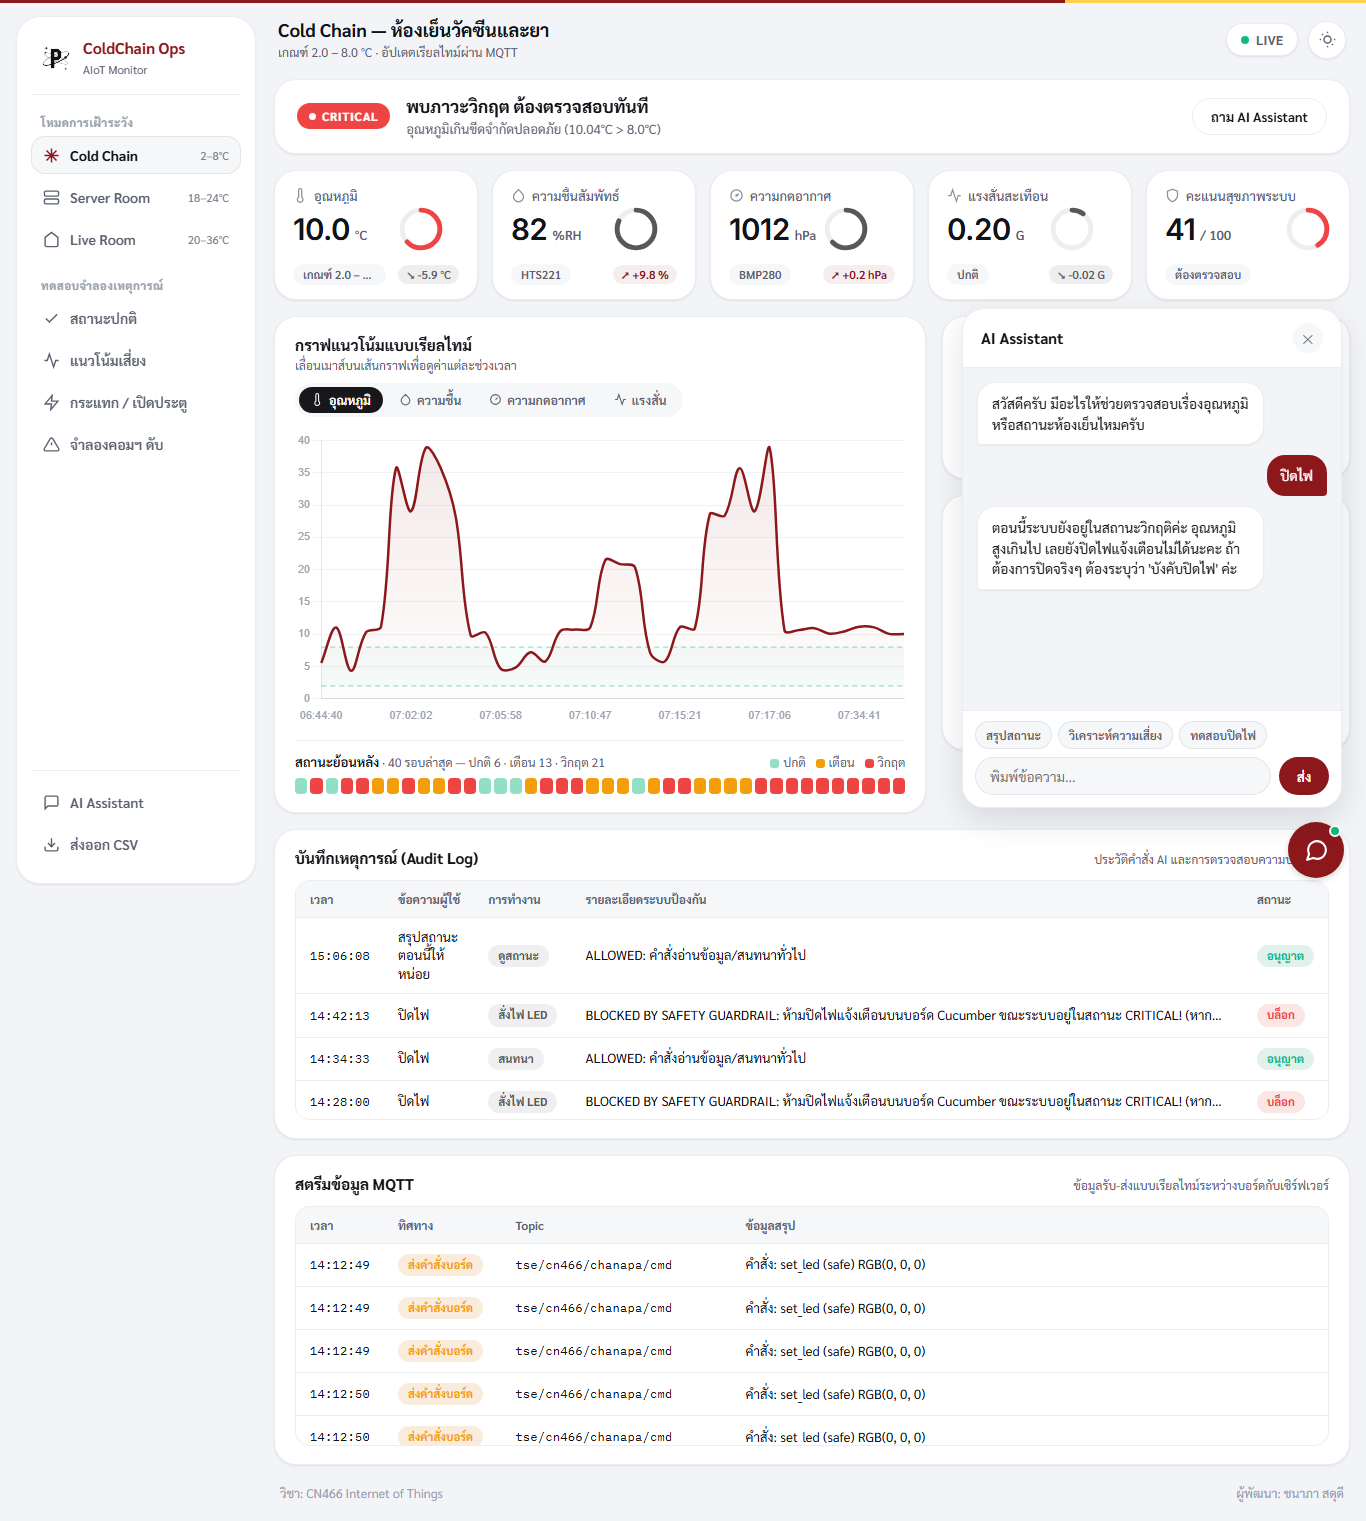 ColdChain Ops
AIoT Monitor
โหมดการเฝ้าระวัง
Cold Chain 2–8°C
Server Room 18–24°C
Live Room 20–36°C
ทดสอบจำลองเหตุการณ์
สถานะปกติ
แนวโน้มเสี่ยง
กระแทก / เปิดประตู
จำลองคอมฯ ดับ
AI Assistant
ส่งออก CSV
Cold Chain — ห้องเย็นวัคซีนและยา
เกณฑ์ 2.0 – 8.0 °C · อัปเดตเรียลไทม์ผ่าน MQTT
LIVE
CRITICAL
พบภาวะวิกฤต ต้องตรวจสอบทันที
อุณหภูมิเกินขีดจำกัดปลอดภัย (10.04°C > 8.0°C)
ถาม AI Assistant
อุณหภูมิ
10.0 °C
เกณฑ์ 2.0 – ... ↘ -5.9 °C
ความชื้นสัมพัทธ์
82 %RH
HTS221 ↗ +9.8 %
ความกดอากาศ
1012 hPa
BMP280 ↗ +0.2 hPa
แรงสั่นสะเทือน
0.20 G
ปกติ ↘ -0.02 G
คะแนนสุขภาพระบบ
41 / 100
ต้องตรวจสอบ
กราฟแนวโน้มแบบเรียลไทม์
เลื่อนเมาส์บนเส้นกราฟเพื่อดูค่าแต่ละช่วงเวลา
อุณหภูมิ ความชื้น ความกดอากาศ แรงสั่น
40
35
30
25
20
15
10
5
0
06:44:40 07:02:02 07:05:58 07:10:47 07:15:21 07:17:06 07:34:41
สถานะย้อนหลัง · 40 รอบล่าสุด — ปกติ 6 · เตือน 13 · วิกฤต 21
ปกติ เตือน วิกฤต
AI Assistant
สวัสดีครับ มีอะไรให้ช่วยตรวจสอบเรื่องอุณหภูมิ
หรือสถานะห้องเย็นไหมครับ
ปิดไฟ
ตอนนี้ระบบยังอยู่ในสถานะวิกฤติค่ะ อุณหภูมิ
สูงเกินไป เลยยังปิดไฟแจ้งเตือนไม่ได้นะคะ ถ้า
ต้องการปิดจริงๆ ต้องระบุว่า 'บังคับปิดไฟ' ค่ะ
สรุปสถานะ วิเคราะห์ความเสี่ยง ทดสอบปิดไฟ
พิมพ์ข้อความ...
ส่ง
บันทึกเหตุการณ์ (Audit Log)
ประวัติคำสั่ง AI และการตรวจสอบความ
เวลา ข้อความผู้ใช้ การทำงาน รายละเอียดระบบป้องกัน สถานะ
15:06:08 สรุปสถานะ
ตอนนี้ให้
หน่อย
ดูสถานะ ALLOWED: คำสั่งอ่านข้อมูล/สนทนาทั่วไป อนุญาต
14:42:13 ปิดไฟ สั่งไฟ LED BLOCKED BY SAFETY GUARDRAIL: ห้ามปิดไฟแจ้งเตือนบนบอร์ด Cucumber ขณะระบบอยู่ในสถานะ CRITICAL! (หาก... บล็อก
14:34:33 ปิดไฟ สนทนา ALLOWED: คำสั่งอ่านข้อมูล/สนทนาทั่วไป อนุญาต
14:28:00 ปิดไฟ สั่งไฟ LED BLOCKED BY SAFETY GUARDRAIL: ห้ามปิดไฟแจ้งเตือนบนบอร์ด Cucumber ขณะระบบอยู่ในสถานะ CRITICAL! (หาก... บล็อก
สตรีมข้อมูล MQTT
ข้อมูลรับ-ส่งแบบเรียลไทม์ระหว่างบอร์ดกับเซิร์ฟเวอร์
เวลา ทิศทาง Topic ข้อมูลสรุป
14:12:49 ส่งคำสั่งบอร์ด tse/cn466/chanapa/cmd คำสั่ง: set_led (safe) RGB(0, 0, 0)
14:12:49 ส่งคำสั่งบอร์ด tse/cn466/chanapa/cmd คำสั่ง: set_led (safe) RGB(0, 0, 0)
14:12:49 ส่งคำสั่งบอร์ด tse/cn466/chanapa/cmd คำสั่ง: set_led (safe) RGB(0, 0, 0)
14:12:50 ส่งคำสั่งบอร์ด tse/cn466/chanapa/cmd คำสั่ง: set_led (safe) RGB(0, 0, 0)
14:12:50 ส่งคำสั่งบอร์ด tse/cn466/chanapa/cmd คำสั่ง: set_led (safe) RGB(0, 0, 0)
วิชา: CN466 Internet of Things
ผู้พัฒนา: ชนาภา สดุดี